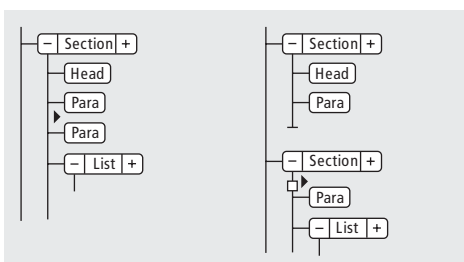 − Section +
Head
Para
Para
− List +
− Section +
Head
Para
− Section +
Para
− List +